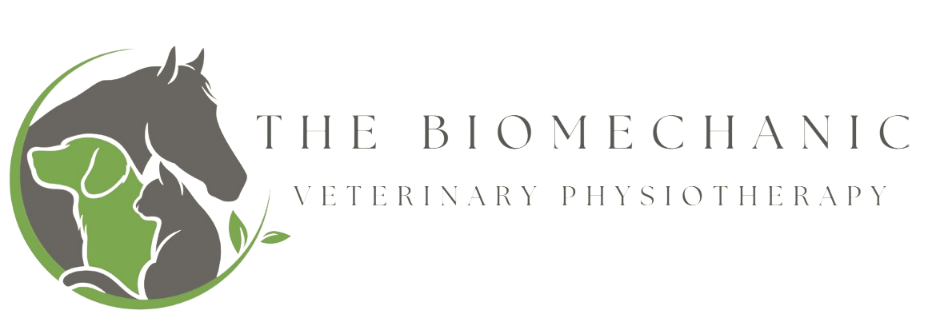 THE BIOMECHANIC
VETERINARY PHYSIOTHERAPY